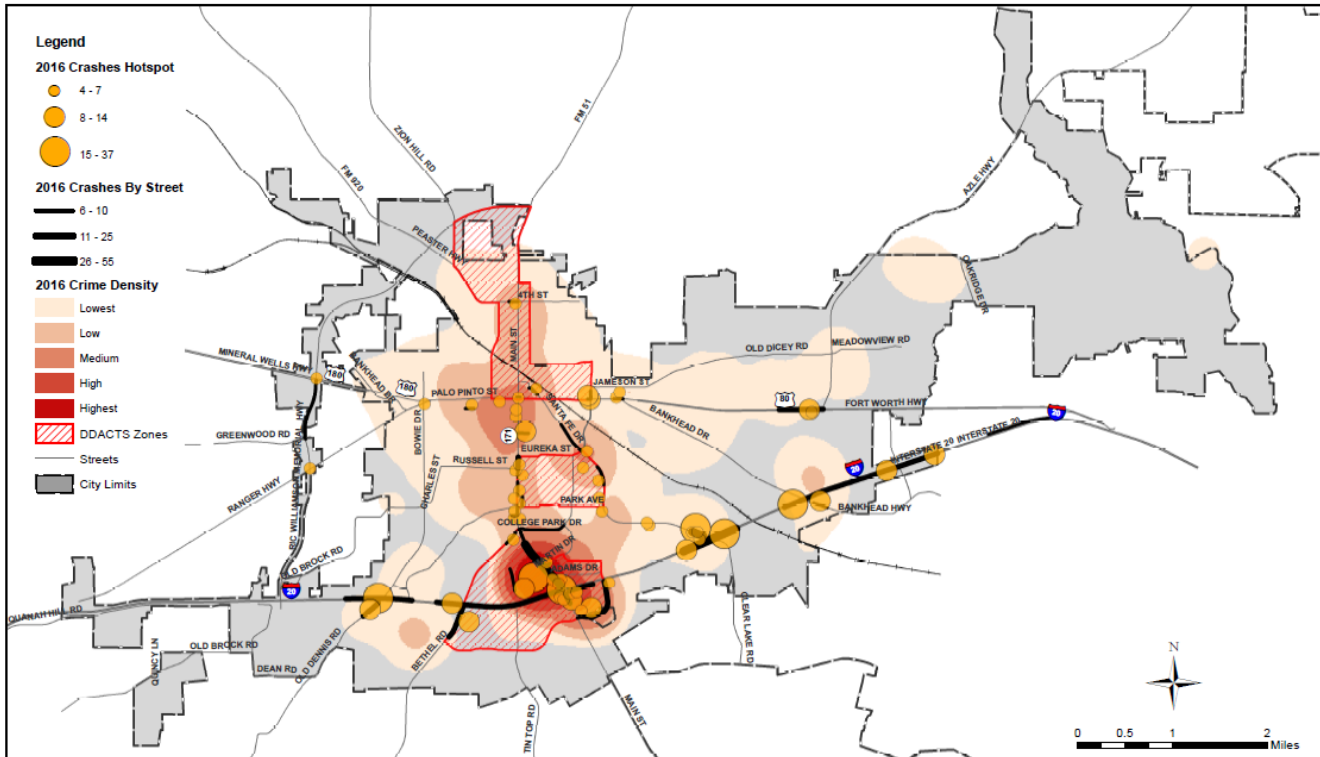 Legend
2016 Crashes Hotspot
4 - 7
8 - 14
15 - 37
2016 Crashes By Street
6 - 10
11 - 25
26 - 55
2016 Crime Density
Lowest
Low
Medium
High
Highest
DDACTS Zones
Streets
City Limits
ZION HILL RD
FM 51
FM 920
PEASTER HWY
AZLE HWY
OAKRIDGE DR
4TH ST
MAIN ST
OLD DICEY RD
MEADOWVIEW RD
MINERAL WELLS HWY
180
BANKHEAD DR
180
PALO PINTO ST
JAMESON ST
80
FORT WORTH HWY
SANTA FE DR
BANKHEAD DR
BOWIE DR
171
GREENWOOD RD
EUREKA ST
RUSSELL ST
INTERSTATE 20
INTERSTATE 20
20
20
CHARLES ST
RANGER HWY
RIC WILLIAMSON MEMORIAL HWY
PARK AVE
BANKHEAD HWY
COLLEGE PARK DR
MARTIN DR
ADAMS DR
OLD BROCK RD
20
QUANAH HILL RD
CLEAR LAKE RD
OLD BROCK RD
QUINCY LN
DEAN RD
OLD DENNIS RD
BETHEL RD
TIN TOP RD
MAIN ST
N
0
0.5
1
2
Miles